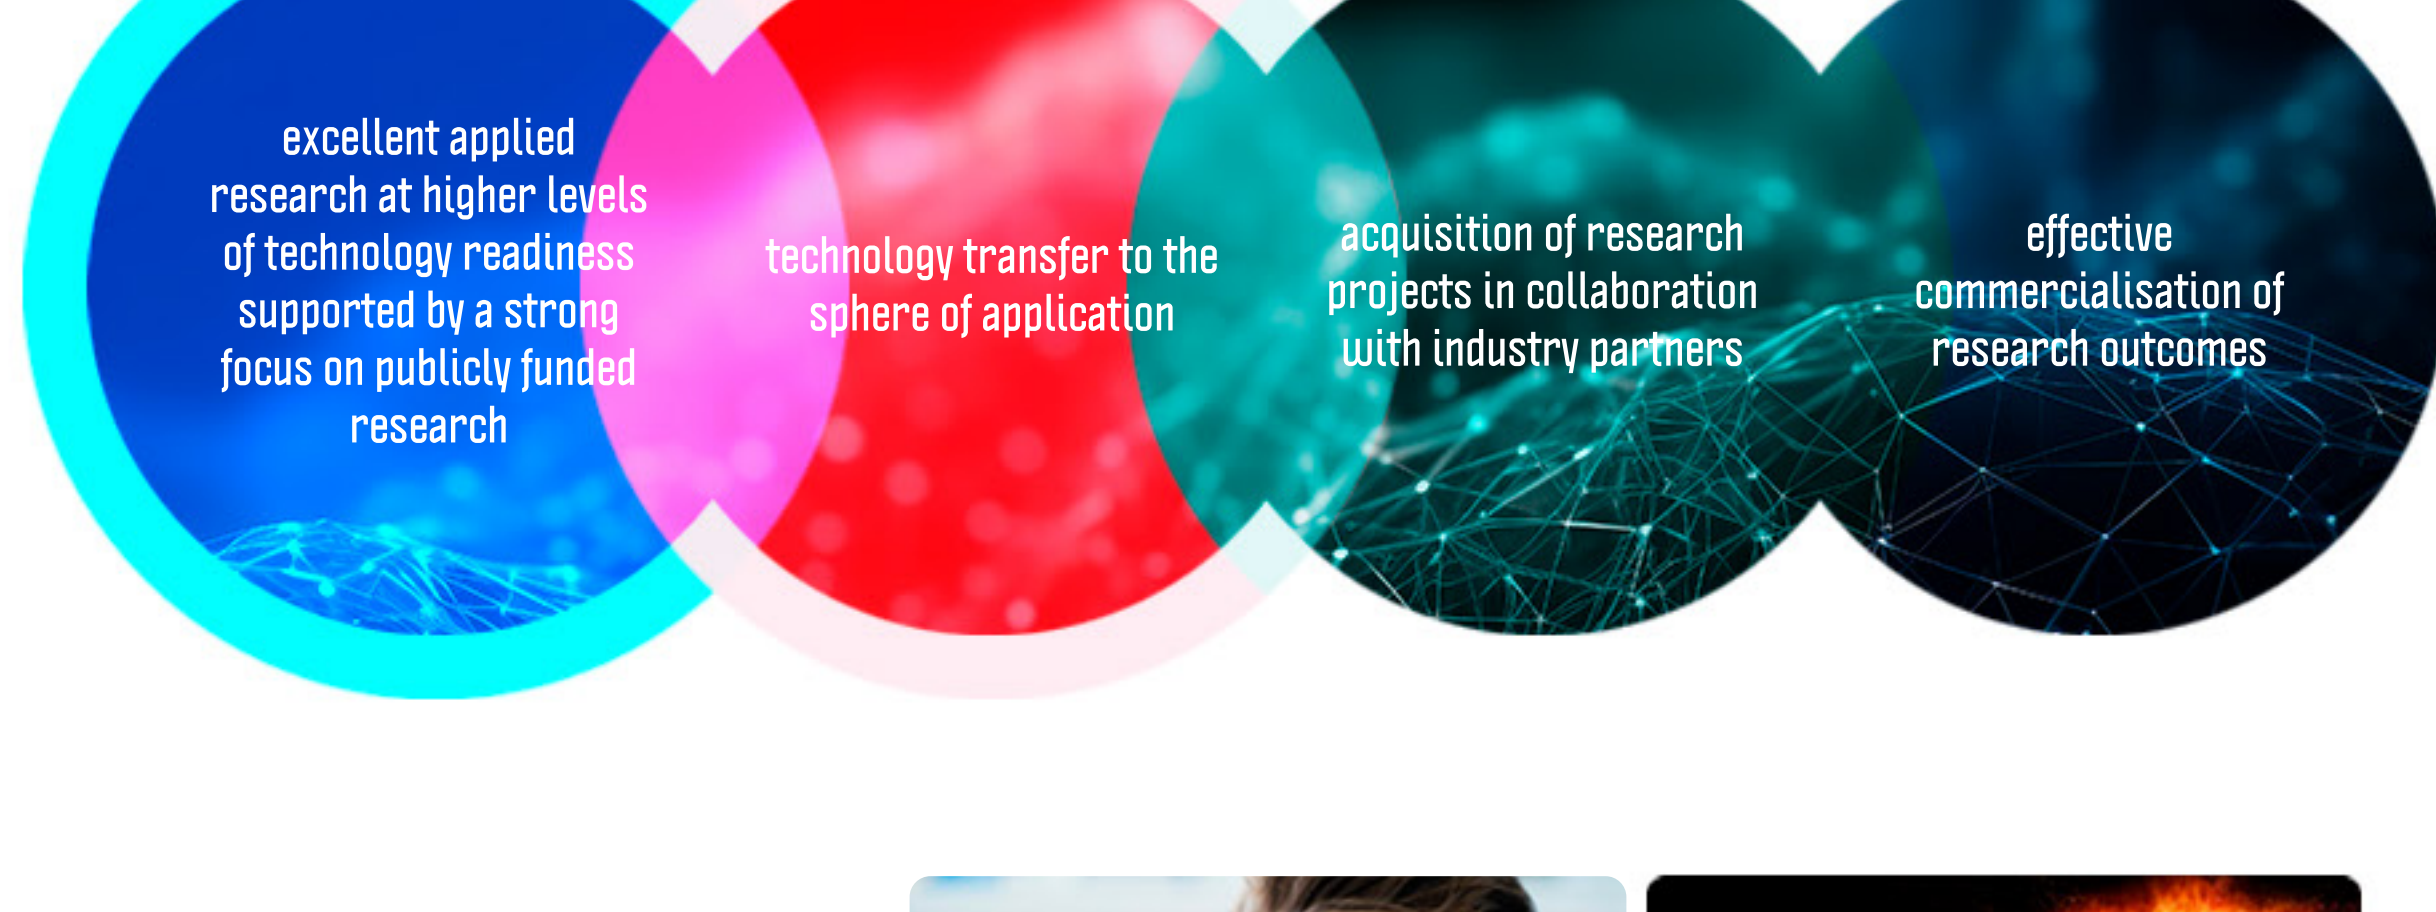 excellent applied
research at higher levels
of technology readiness
supported by a strong
focus on publicly funded
research
technology transfer to the
sphere of application
acquisition of research
projects in collaboration
with industry partners
effective
commercialisation of
research outcomes